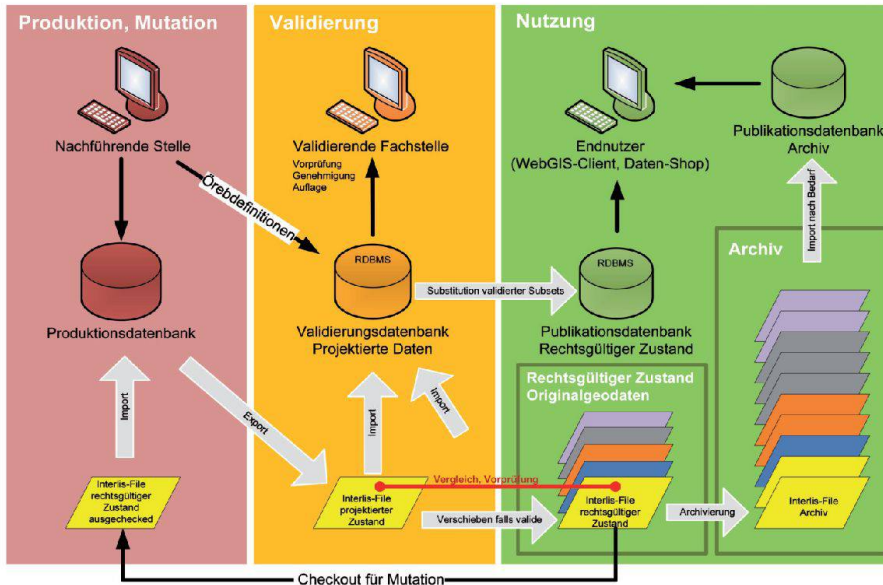 Produktion, Mutation
Nachführende Stelle
Örebdefinitionen
Produktionsdatenbank
Import
Export
Interlis-File
rechtsgültiger
Zustand
ausgechecked
Validierung
Validierende Fachstelle
Vorprüfung
Genehmigung
Auflage
RDBMS
Validierungsdatenbank
Projektierte Daten
Import
Import
Interlis-File
projektierter
Zustand
Substitution validierter Subsets
Vergleich, Vorprüfung
Verschieben falls valide
Nutzung
Endnutzer
(WebGIS-Client, Daten-Shop)
Publikationsdatenbank
Archiv
Import nach Bedarf
RDBMS
Publikationsdatenbank
Rechtsgültiger Zustand
Rechtsgültiger Zustand
Originalgeodaten
Interlis-File
rechtsgültiger
Zustand
Archivierung
Archiv
Interlis-File
Archiv
Checkout für Mutation